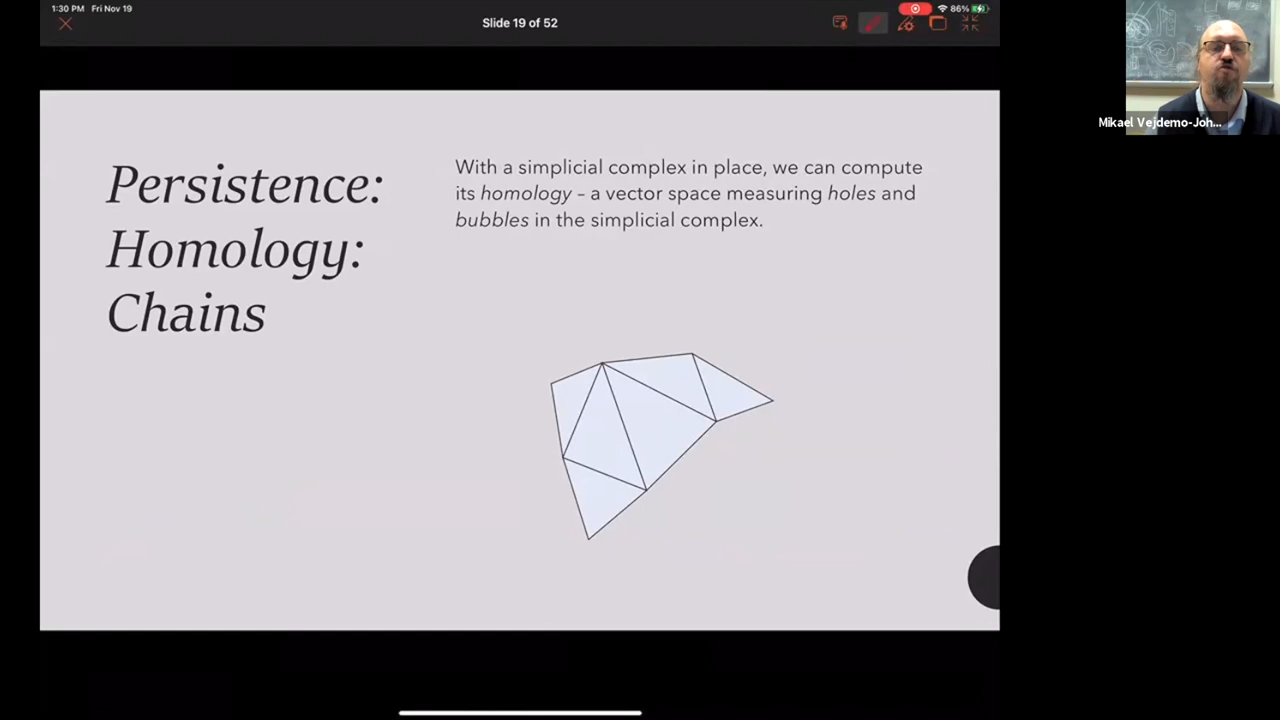 1:30 PM Fri Nov 19
86%
Slide 19 of 52
Mikael Vejdemo-Joh...
Persistence:
Homology:
Chains
With a simplicial complex in place, we can compute
its homology – a vector space measuring holes and
bubbles in the simplicial complex.